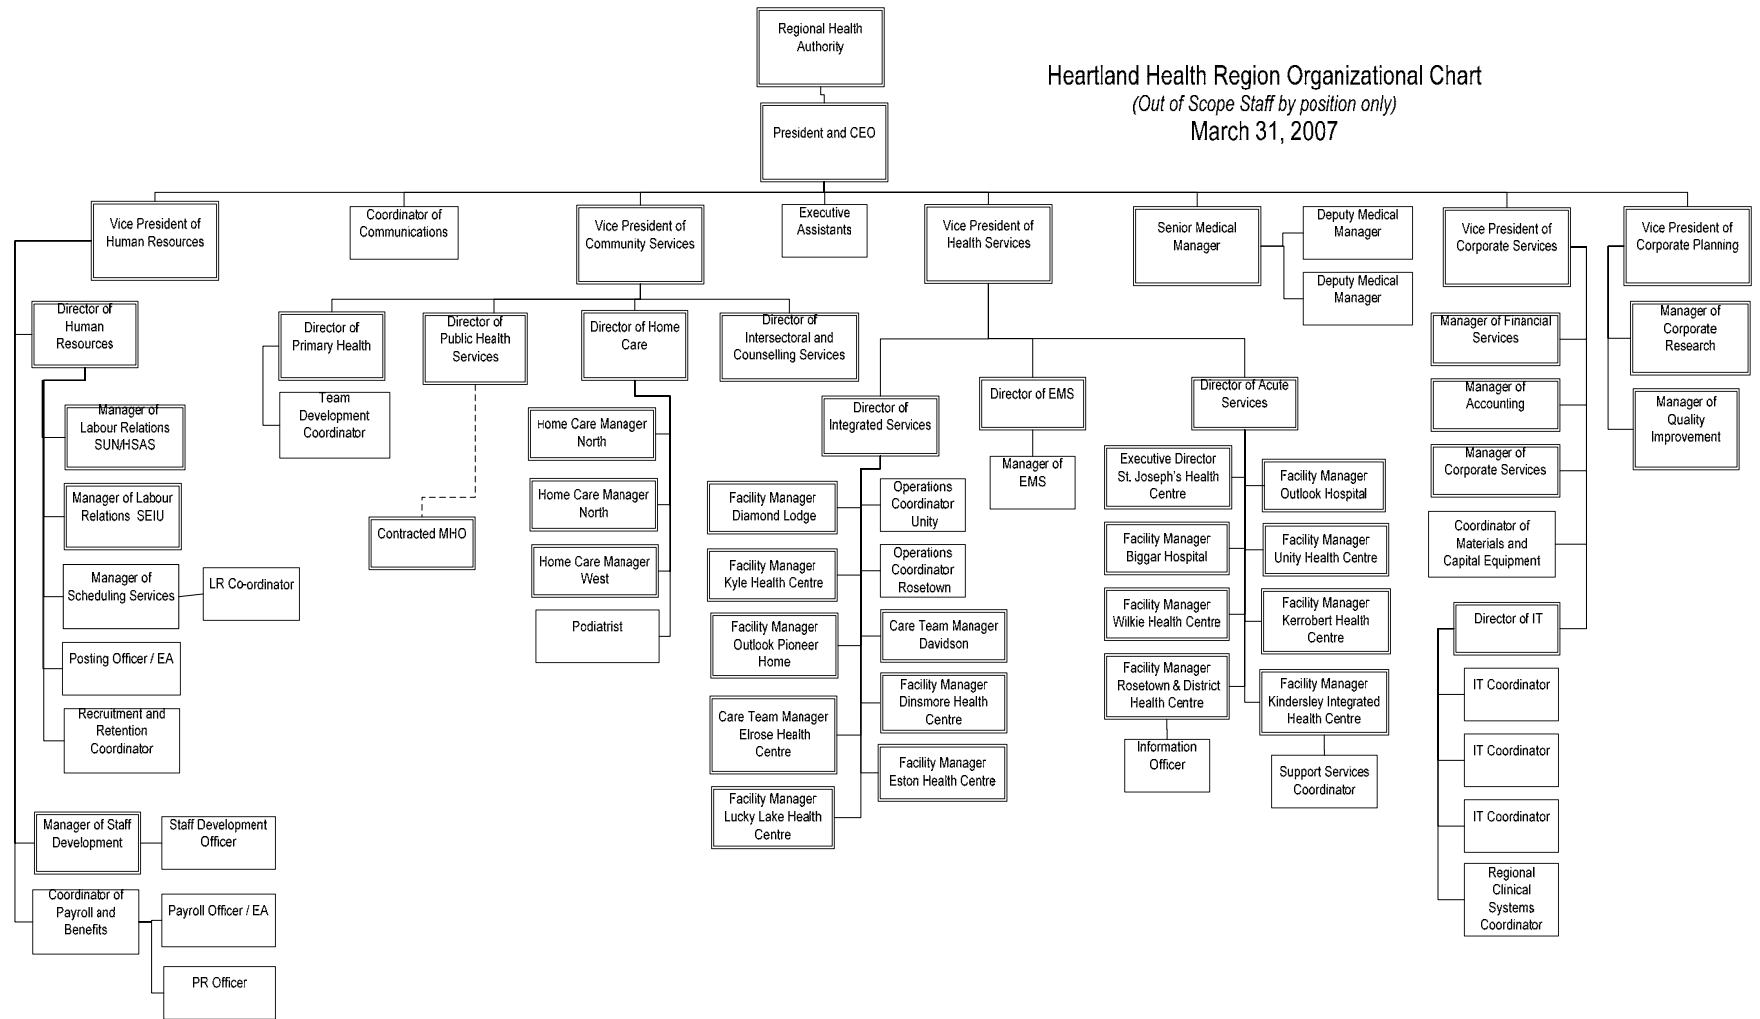 Regional Health
Authority
Heartland Health Region Organizational Chart
(Out of Scope Staff by position only)
March 31, 2007
President and CEO
Vice President of
Human Resources
Coordinator of
Communications
Vice President of
Community Services
Executive
Assistants
Vice President of
Health Services
Senior Medical
Manager
Deputy Medical
Manager
Deputy Medical
Manager
Vice President of
Corporate Services
Vice President of
Corporate Planning
Director of
Human
Resources
Manager of
Labour Relations
SUN/HSAS
Manager of Labour
Relations SEIU
Manager of
Scheduling Services
LR Co-ordinator
Posting Officer / EA
Recruitment and
Retention
Coordinator
Manager of Staff
Development
Staff Development
Officer
Coordinator of
Payroll and
Benefits
Payroll Officer / EA
PR Officer
Director of
Primary Health
Team
Development
Coordinator
Director of
Public Health
Services
Contracted MHO
Director of Home
Care
Home Care Manager
North
Home Care Manager
North
Home Care Manager
West
Podiatrist
Director of
Intersectoral and
Counselling Services
Director of
Integrated Services
Facility Manager
Diamond Lodge
Operations
Coordinator
Unity
Facility Manager
Kyle Health Centre
Operations
Coordinator
Rosetown
Facility Manager
Outlook Pioneer
Home
Care Team Manager
Davidson
Care Team Manager
Elrose Health
Centre
Facility Manager
Dinsmore Health
Centre
Facility Manager
Eston Health Centre
Facility Manager
Lucky Lake Health
Centre
Director of EMS
Manager of
EMS
Director of Acute
Services
Executive Director
St. Joseph's Health
Centre
Facility Manager
Outlook Hospital
Facility Manager
Biggar Hospital
Facility Manager
Unity Health Centre
Facility Manager
Wilkie Health Centre
Facility Manager
Kerrobert Health
Centre
Facility Manager
Rosetown & District
Health Centre
Facility Manager
Kindersley Integrated
Health Centre
Information
Officer
Support Services
Coordinator
Manager of Financial
Services
Manager of
Accounting
Manager of
Corporate Services
Coordinator of
Materials and
Capital Equipment
Director of IT
IT Coordinator
IT Coordinator
IT Coordinator
Regional
Clinical
Systems
Coordinator
Manager of
Corporate
Research
Manager of
Quality
Improvement